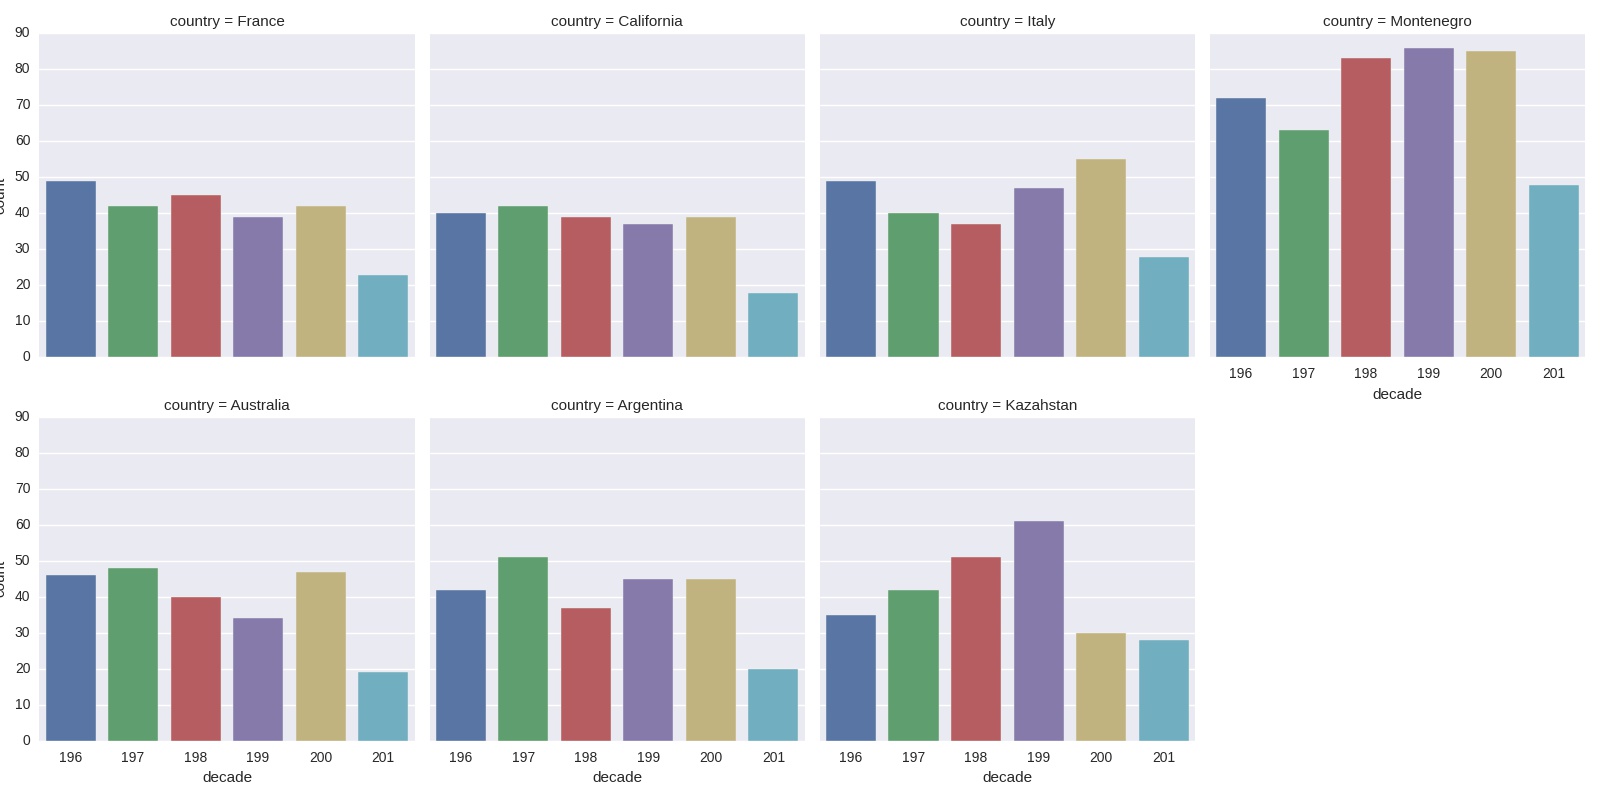 country = France
country = California
country = Italy
country = Montenegro
90
80
70
60
50
40
30
20
10
0
count
196 197 198 199 200 201
decade
country = Australia
country = Argentina
country = Kazahstan
90
80
70
60
50
40
30
20
10
0
count
196 197 198 199 200 201
decade
196 197 198 199 200 201
decade
196 197 198 199 200 201
decade